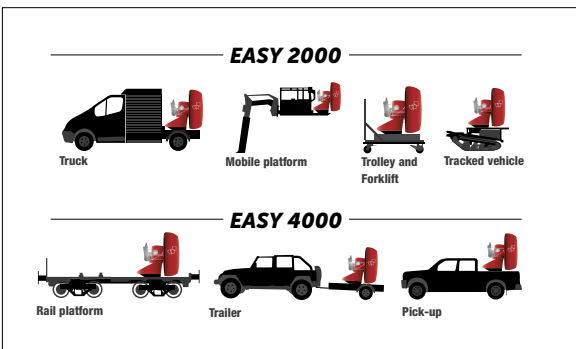 EASY 2000
Truck
Mobile platform
Trolley and
Forklift
Tracked vehicle
EASY 4000
Rail platform
Trailer
Pick-up